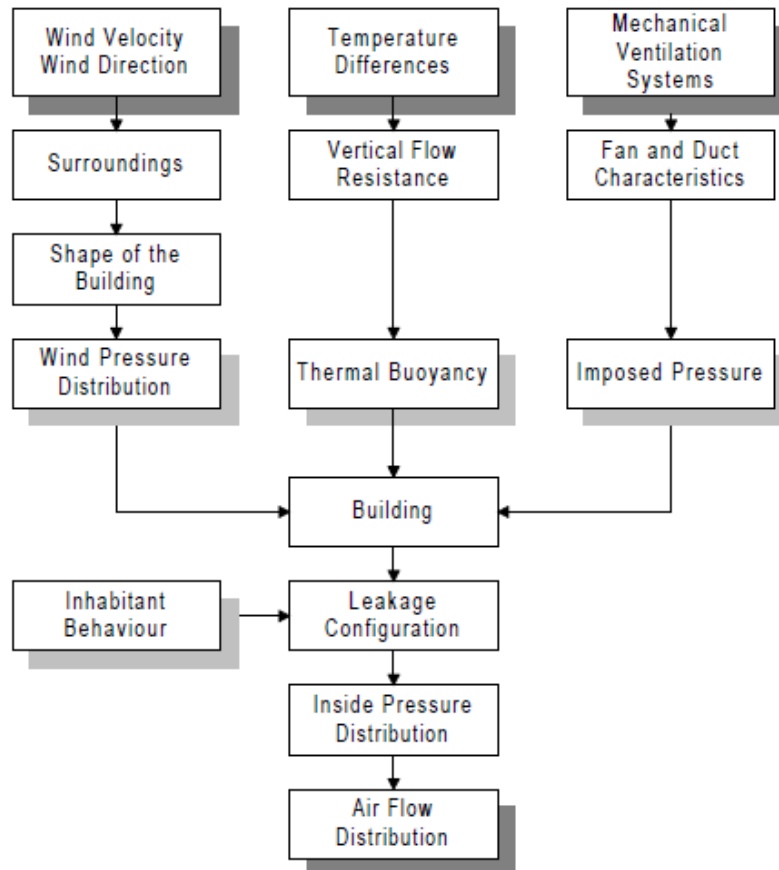 Wind Velocity
Wind Direction
Temperature
Differences
Mechanical
Ventilation
Systems
Surroundings
Vertical Flow
Resistance
Fan and Duct
Characteristics
Shape of the
Building
Wind Pressure
Distribution
Thermal Buoyancy
Imposed Pressure
Building
Inhabitant
Behaviour
Leakage
Configuration
Inside Pressure
Distribution
Air Flow
Distribution